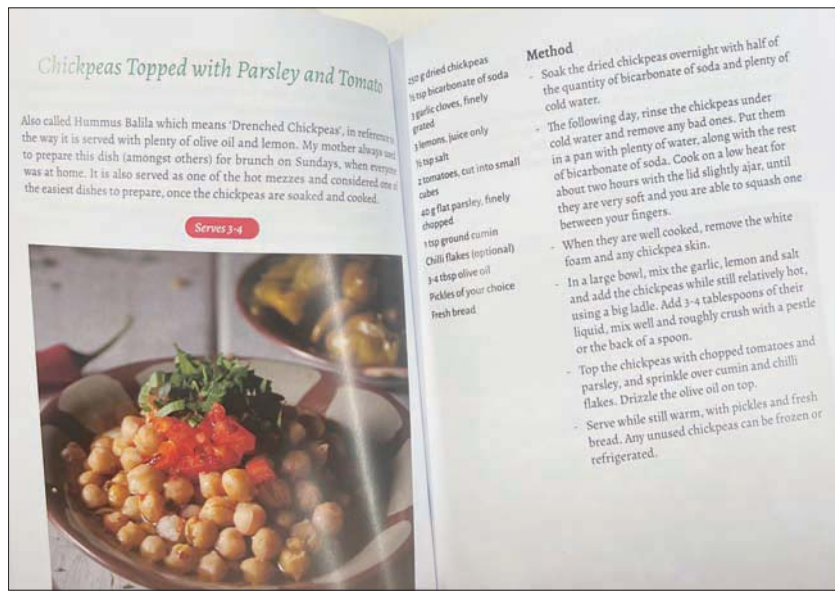 Chickpeas Topped with Parsley and Tomato
Also called Hummus Balila which means 'Drenched Chickpeas', in reference to
the way it is served with plenty of olive oil and lemon. My mother always used
to prepare this dish (amongst others) for brunch on Sundays, when everyone
was at home. It is also served as one of the hot mezzes and considered one of
the easiest dishes to prepare, once the chickpeas are soaked and cooked.
Serves 3-4
250 g dried chickpeas
½ tsp bicarbonate of soda
3 garlic cloves, finely
grated
3 lemons, juice only
½ tsp salt
2 tomatoes, cut into small
cubes
40 g flat parsley, finely
chopped
1 tsp ground cumin
Chilli flakes (optional)
3-4 tbsp olive oil
Pickles of your choice
Fresh bread
Method
- Soak the dried chickpeas overnight with half of
the quantity of bicarbonate of soda and plenty of
cold water.
- The following day, rinse the chickpeas under
cold water and remove any bad ones. Put them
in a pan with plenty of water, along with the rest
of bicarbonate of soda. Cook on a low heat for
about two hours with the lid slightly ajar, until
they are very soft and you are able to squash one
between your fingers.
- When they are well cooked, remove the white
foam and any chickpea skin.
- In a large bowl, mix the garlic, lemon and salt
and add the chickpeas while still relatively hot,
using a big ladle. Add 3-4 tablespoons of their
liquid, mix well and roughly crush with a pestle
or the back of a spoon.
- Top the chickpeas with chopped tomatoes and
parsley, and sprinkle over cumin and chilli
flakes. Drizzle the olive oil on top.
- Serve while still warm, with pickles and fresh
bread. Any unused chickpeas can be frozen or
refrigerated.